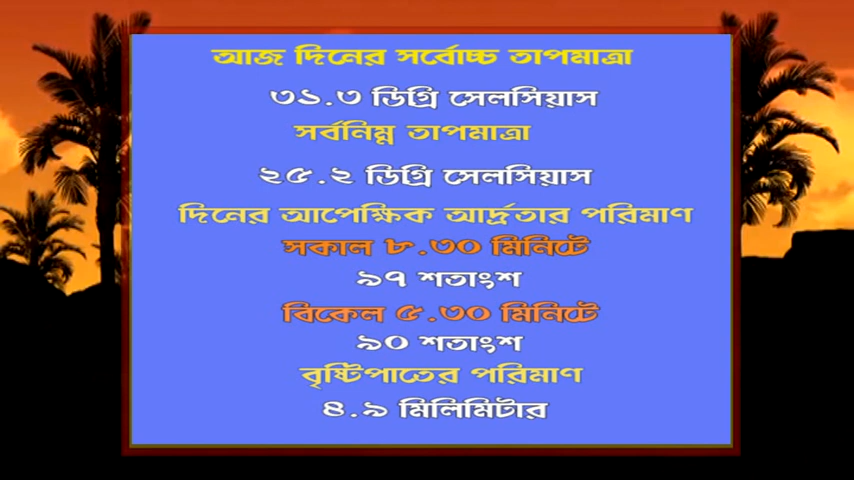 আজ দিনের সর্বোচ্চ তাপমাত্রা
৩১.৩ ডিগ্রি সেলসিয়াস
সর্বনিম্ন তাপমাত্রা
২৫.২ ডিগ্রি সেলসিয়াস
দিনের আপেক্ষিক আর্দ্রতার পরিমাণ
সকাল ৮.৩০ মিনিটে
৯৭ শতাংশ
বিকেল ৫.৩০ মিনিটে
৯০ শতাংশ
বৃষ্টিপাতের পরিমাণ
৪.৯ মিলিমিটার